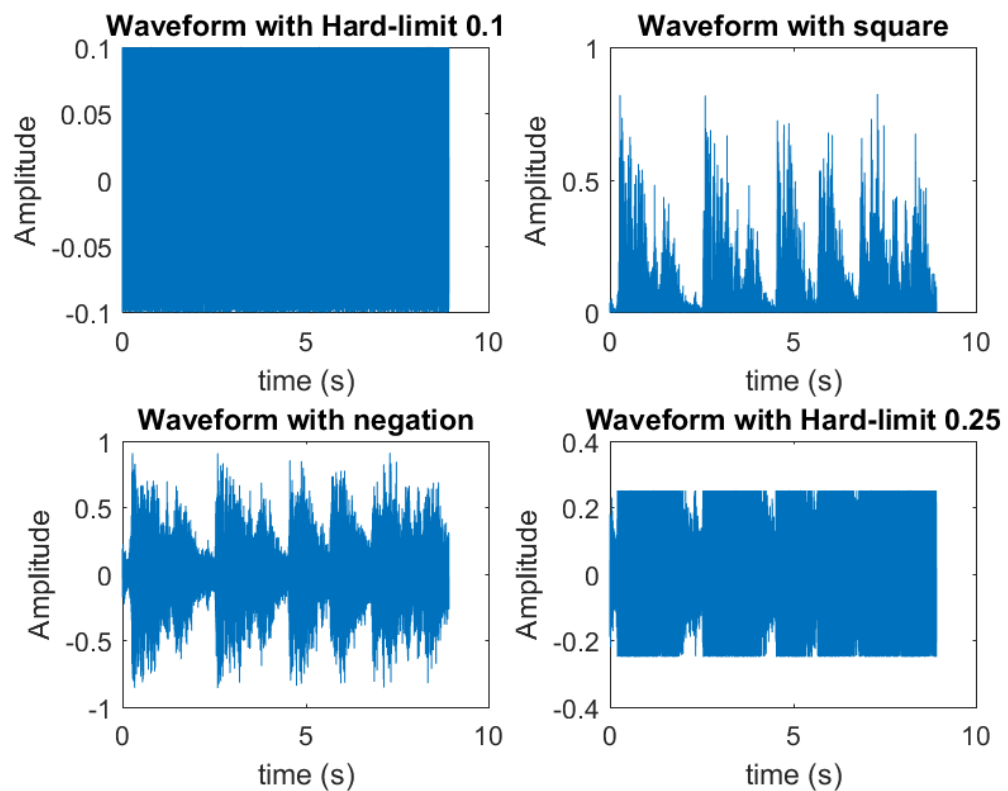 Waveform with Hard-limit 0.1
0.1
0.05
0
-0.05
-0.1
Amplitude
0 5 10
time (s)
Waveform with square
1
0.5
0
Amplitude
0 5 10
time (s)
Waveform with negation
1
0.5
0
-0.5
-1
Amplitude
0 5 10
time (s)
Waveform with Hard-limit 0.25
0.4
0.2
0
-0.2
-0.4
Amplitude
0 5 10
time (s)